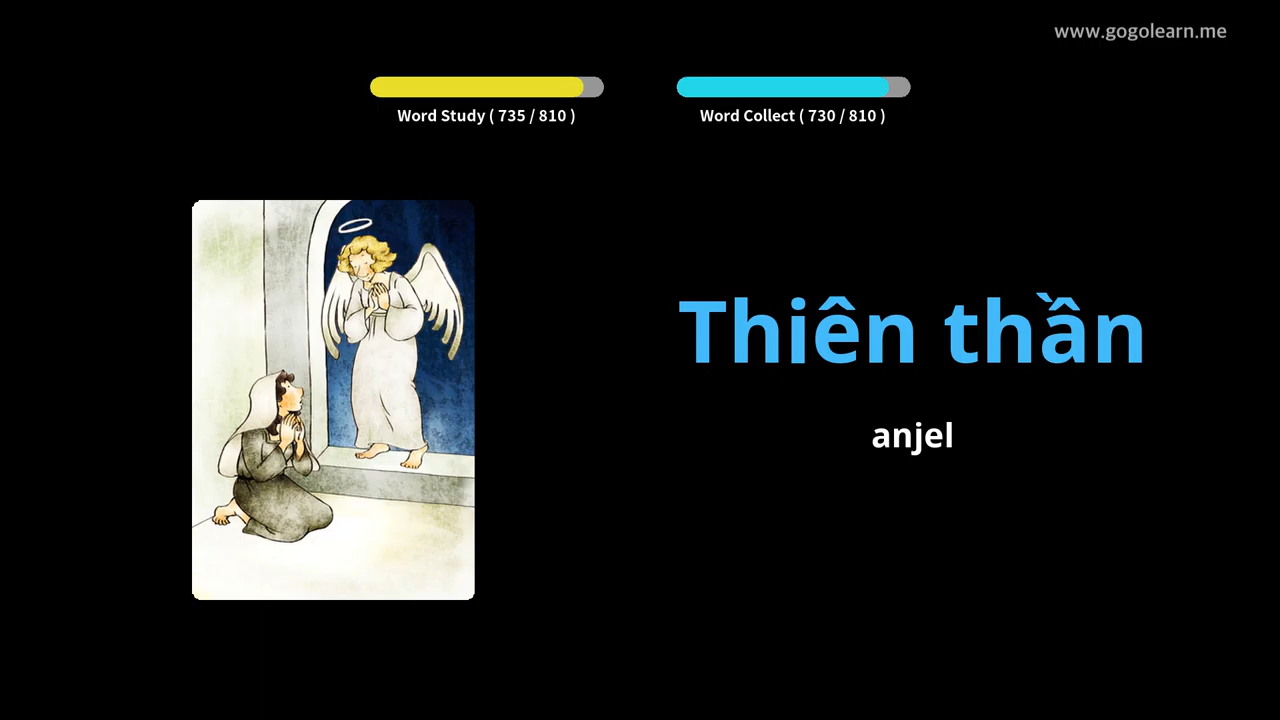 www.gogolearn.me
Word Study ( 735 / 810 )
Word Collect ( 730 / 810 )
Thiên thần
anjel